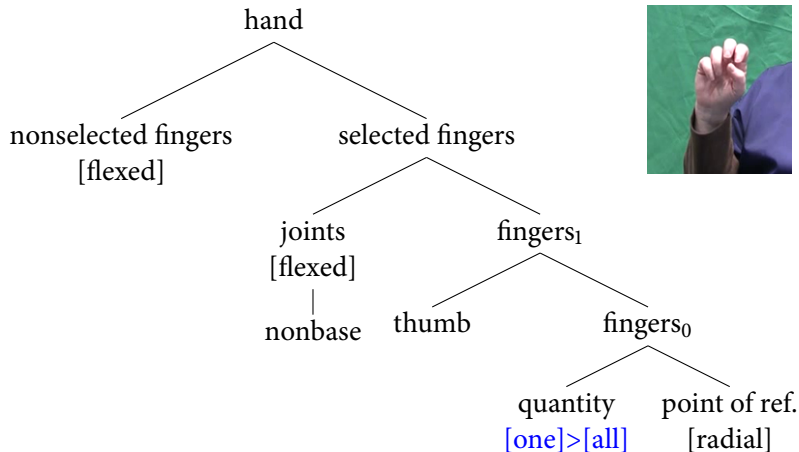 hand
nonselected fingers selected fingers
[flexed]
joints fingers₁
[flexed]
nonbase thumb fingers₀
quantity point of ref.
[one]>[all] [radial]